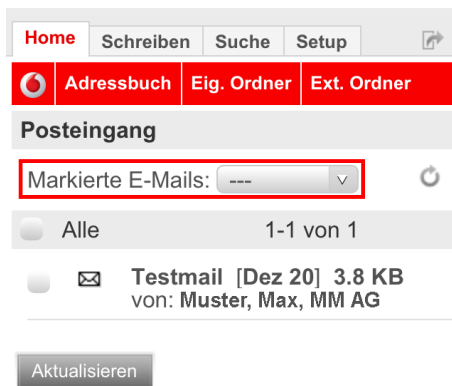 Home Schreiben Suche Setup
Adressbuch Eig. Ordner Ext. Ordner
Posteingang
Markierte E-Mails: ---
Alle 1-1 von 1
Testmail [Dez 20] 3.8 KB
von: Muster, Max, MM AG
Aktualisieren